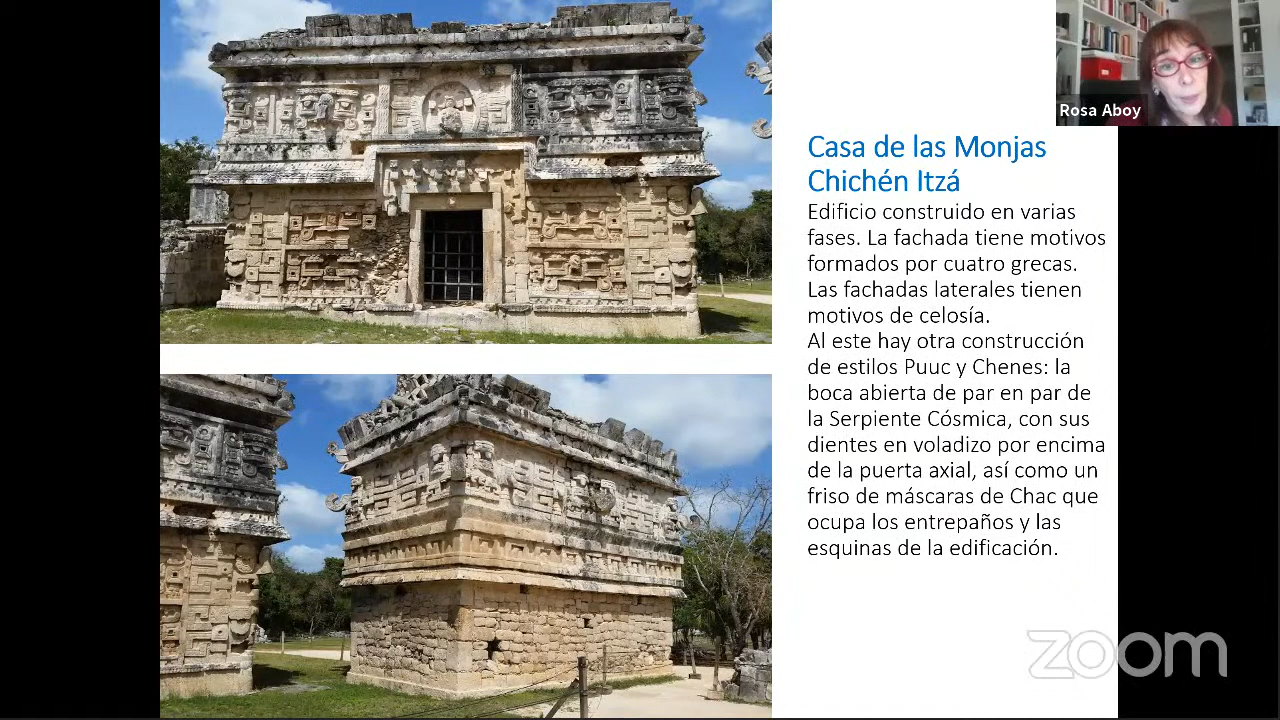 Rosa Aboy
Casa de las Monjas
Chichén Itzá
Edificio construido en varias
fases. La fachada tiene motivos
formados por cuatro grecas.
Las fachadas laterales tienen
motivos de celosía.
Al este hay otra construcción
de estilos Puuc y Chenes: la
boca abierta de par en par de
la Serpiente Cósmica, con sus
dientes en voladizo por encima
de la puerta axial, así como un
friso de máscaras de Chac que
ocupa los entrepaños y las
esquinas de la edificación.
zoom